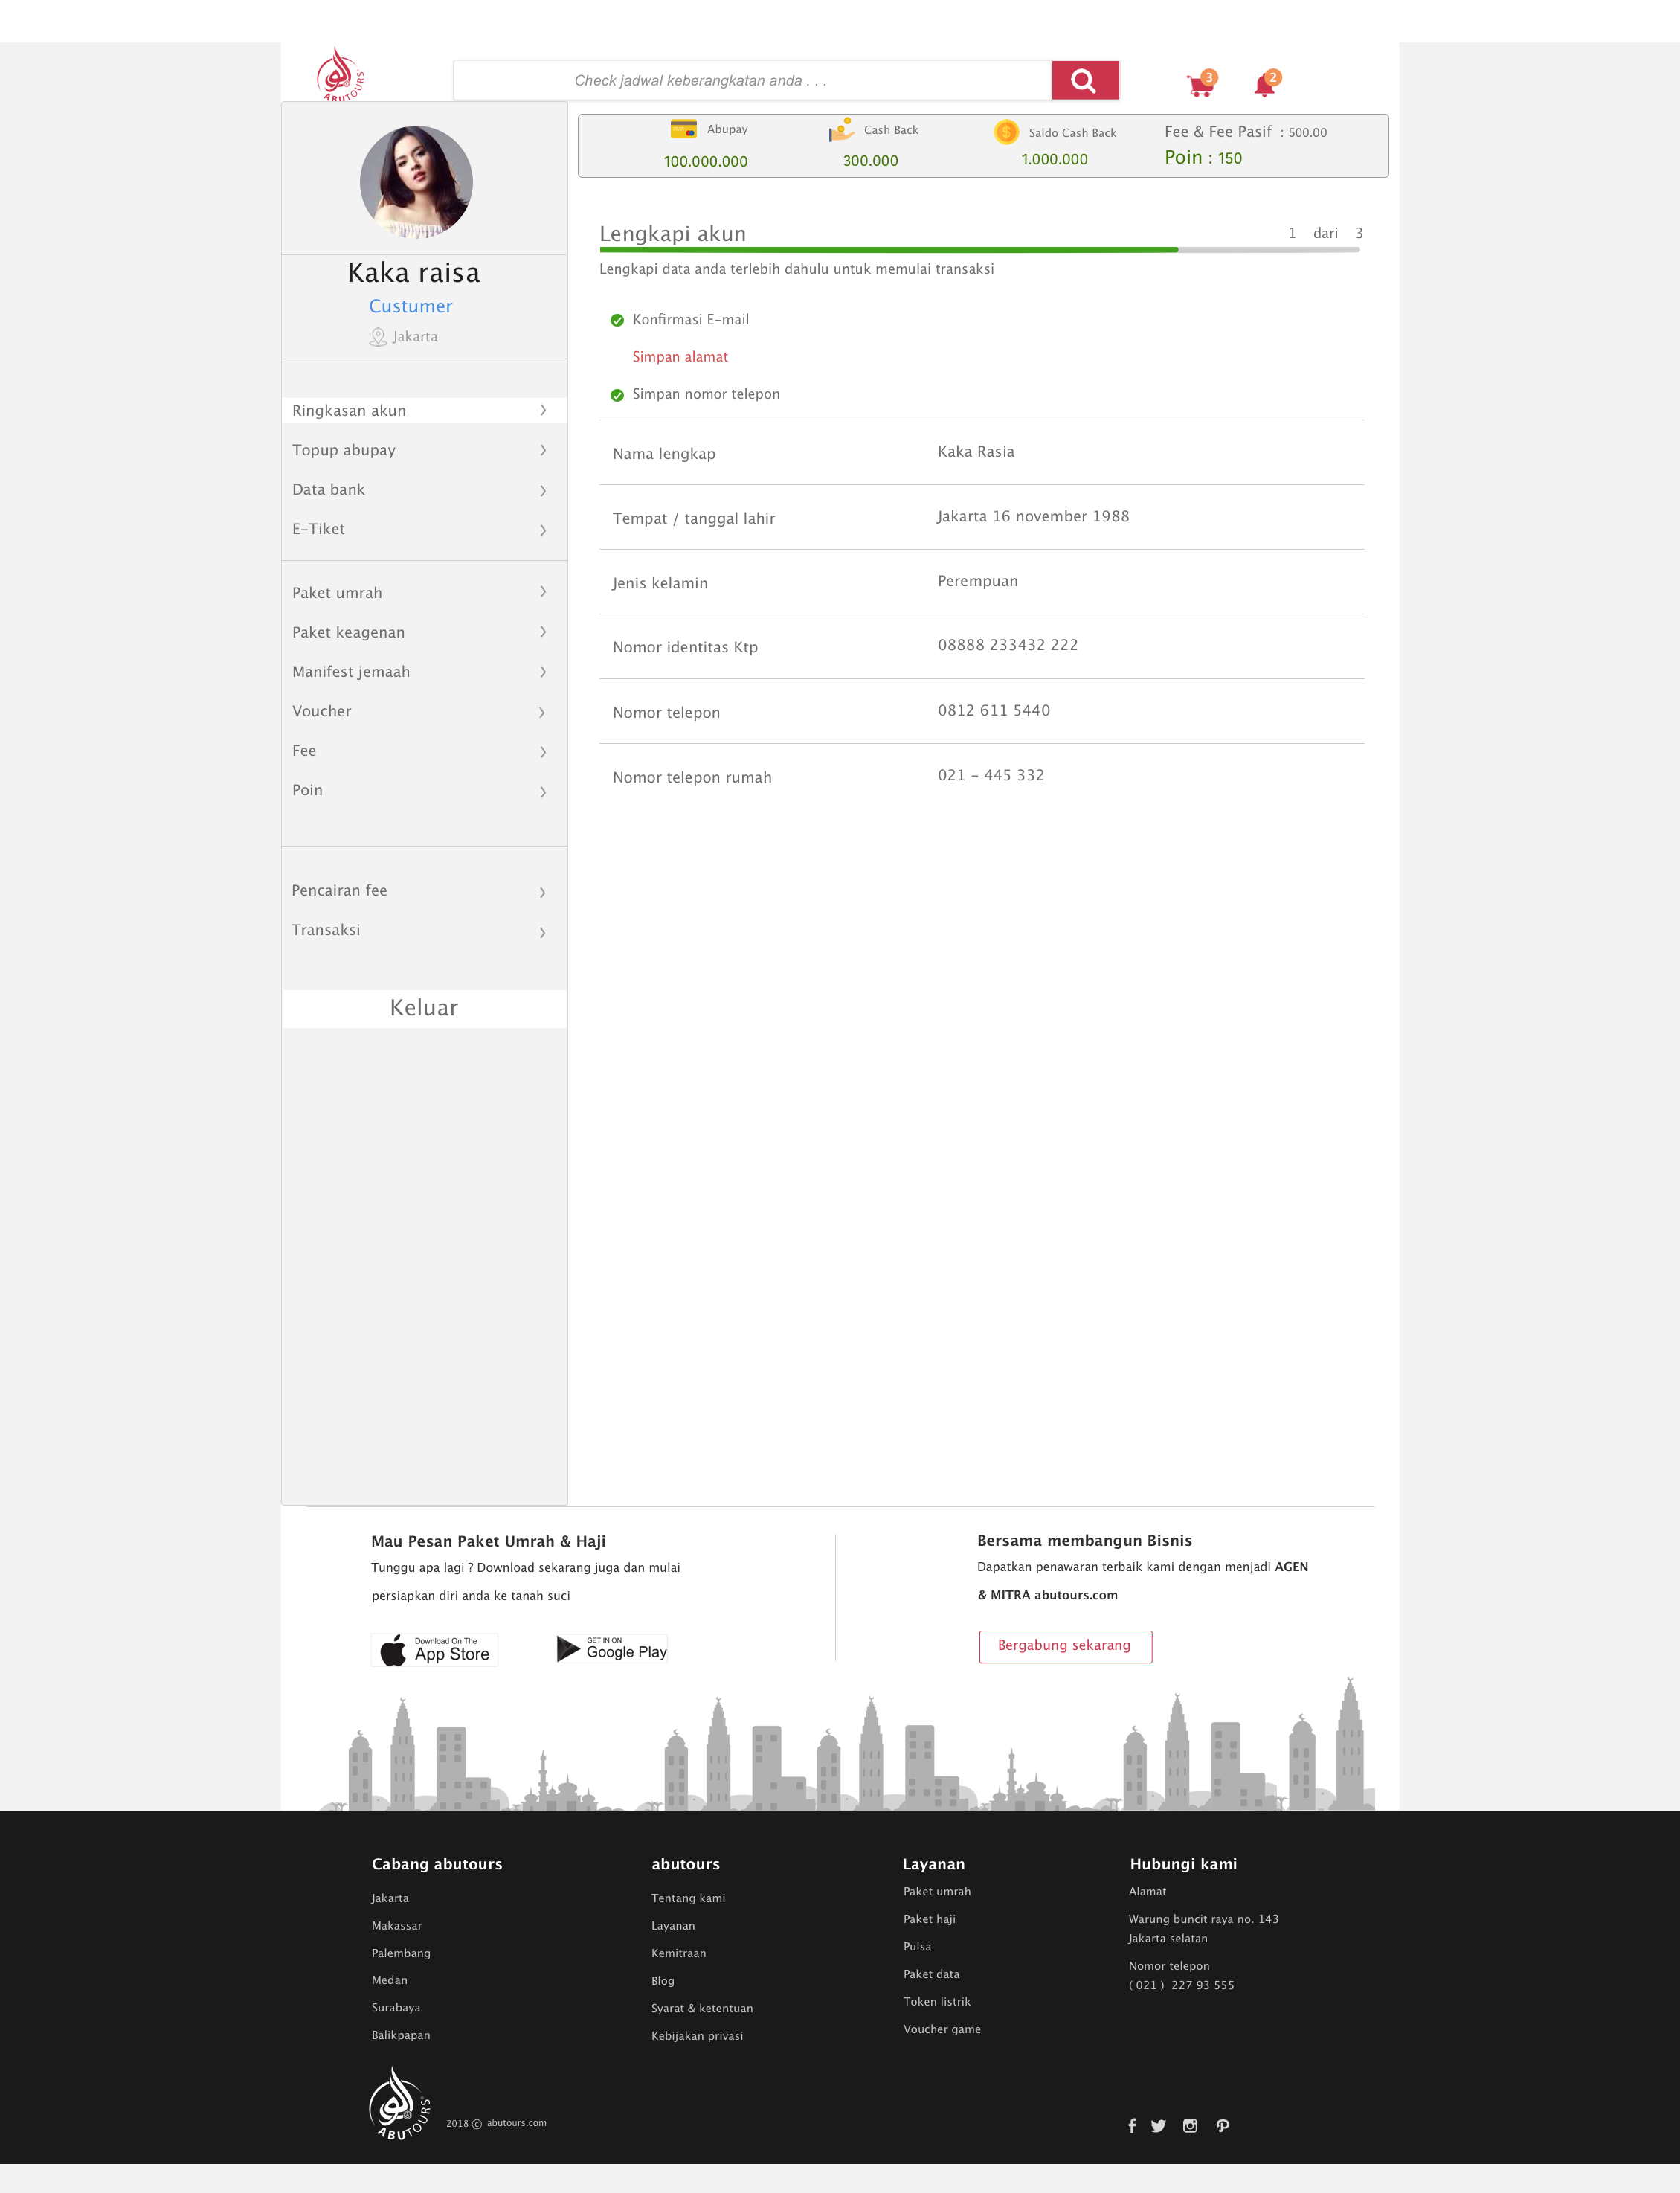 ABUTOURS
Check jadwal keberangkatan anda . . .
3
2
Abupay
100.000.000
Cash Back
300.000
Saldo Cash Back
1.000.000
Fee & Fee Pasif : 500.00
Poin : 150
Kaka raisa
Custumer
Jakarta
Ringkasan akun
Topup abupay
Data bank
E-Tiket
Paket umrah
Paket keagenan
Manifest jemaah
Voucher
Fee
Poin
Pencairan fee
Transaksi
Keluar
Lengkapi akun
1 dari 3
Lengkapi data anda terlebih dahulu untuk memulai transaksi
Konfirmasi E-mail
Simpan alamat
Simpan nomor telepon
Nama lengkap
Kaka Rasia
Tempat / tanggal lahir
Jakarta 16 november 1988
Jenis kelamin
Perempuan
Nomor identitas Ktp
08888 233432 222
Nomor telepon
0812 611 5440
Nomor telepon rumah
021 - 445 332
Mau Pesan Paket Umrah & Haji
Tunggu apa lagi ? Download sekarang juga dan mulai
persiapkan diri anda ke tanah suci
Download On The
App Store
GET IN ON
Google Play
Bersama membangun Bisnis
Dapatkan penawaran terbaik kami dengan menjadi AGEN
& MITRA abutours.com
Bergabung sekarang
Cabang abutours
Jakarta
Makassar
Palembang
Medan
Surabaya
Balikpapan
abutours
Tentang kami
Layanan
Kemitraan
Blog
Syarat & ketentuan
Kebijakan privasi
Layanan
Paket umrah
Paket haji
Pulsa
Paket data
Token listrik
Voucher game
Hubungi kami
Alamat
Warung buncit raya no. 143
Jakarta selatan
Nomor telepon
( 021 ) 227 93 555
ABUTOURS
2018 © abutours.com